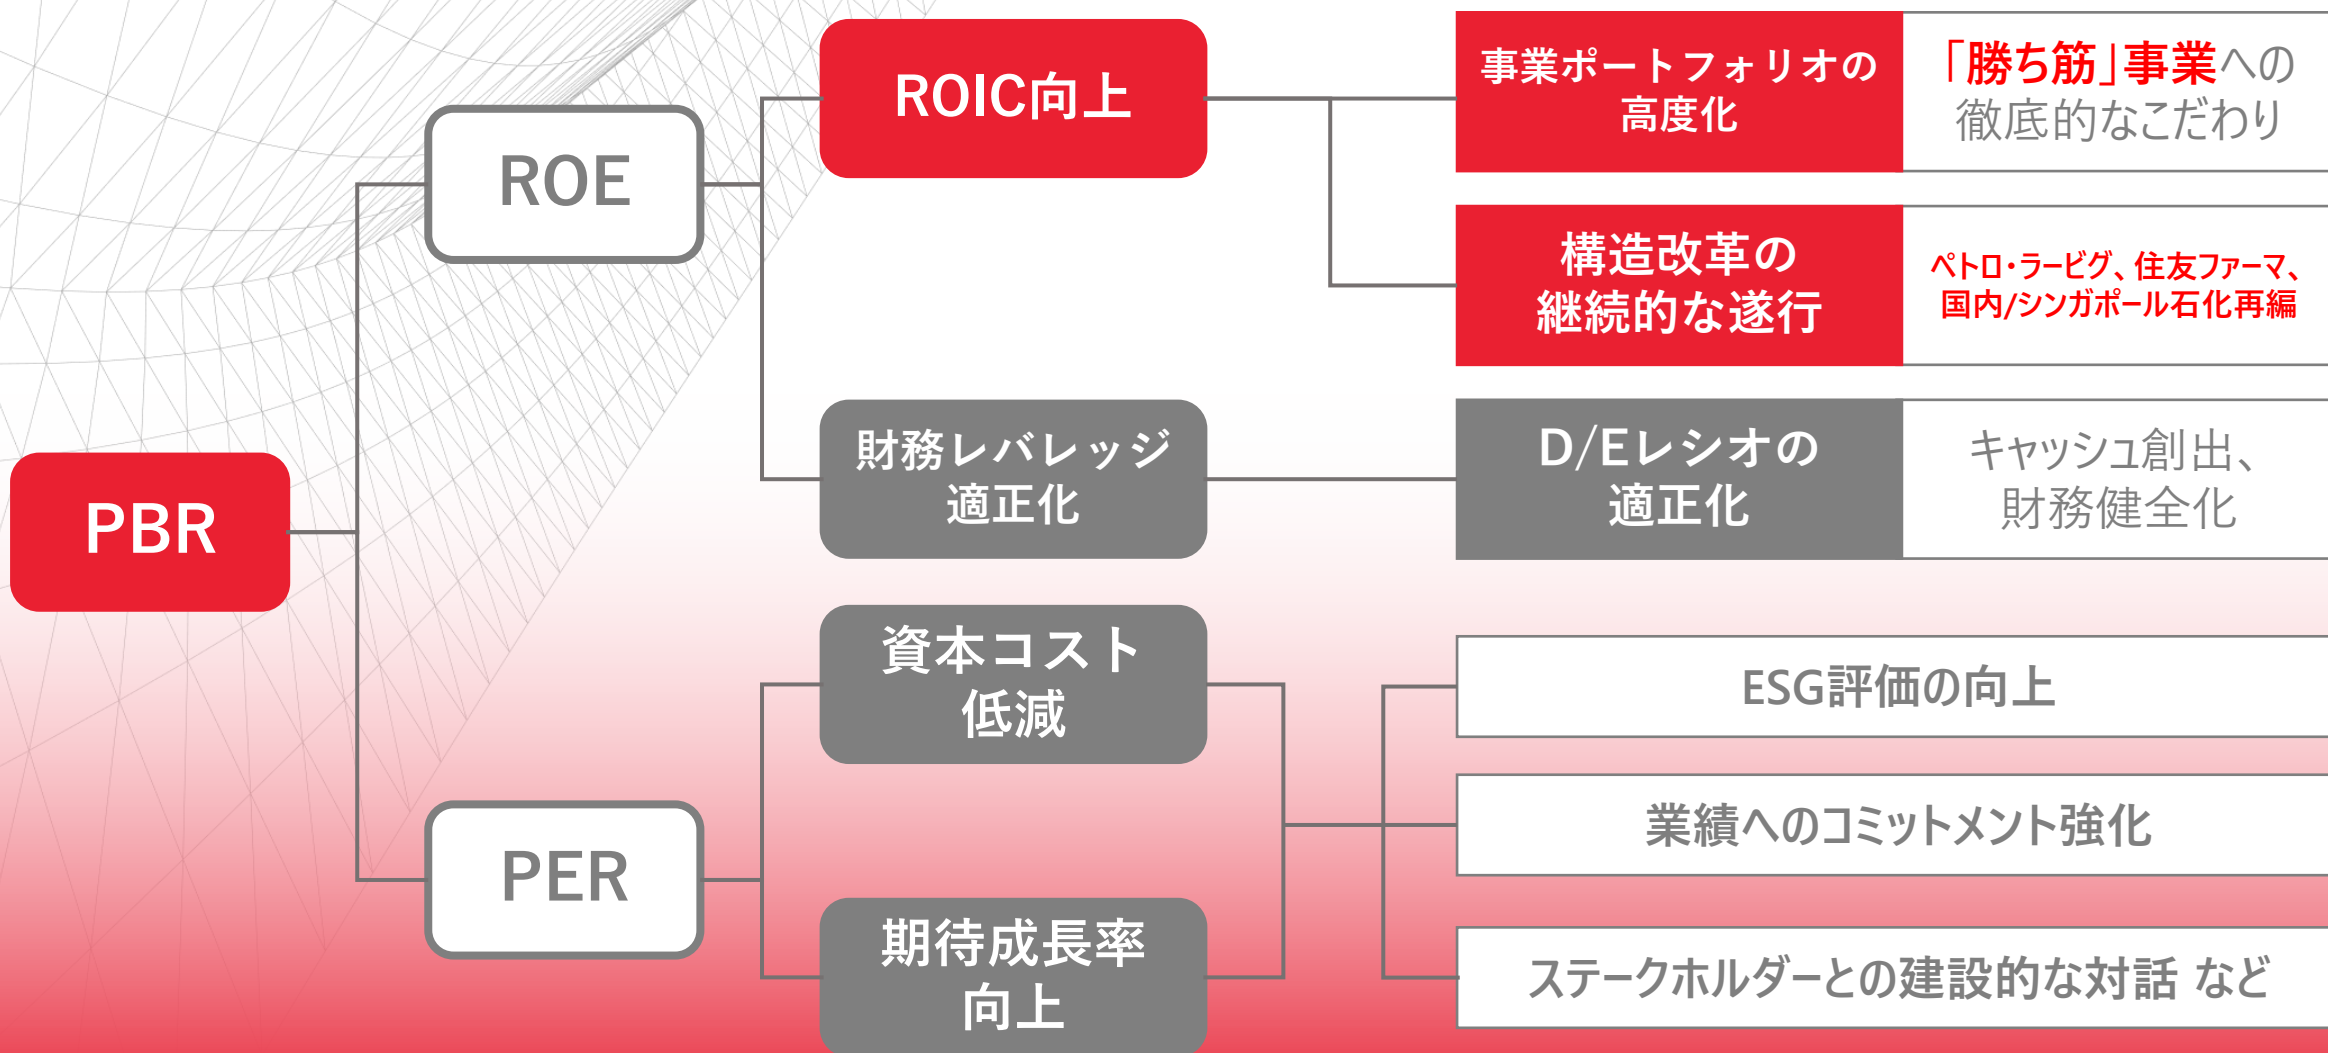 PBR
ROE
PER
ROIC向上
財務レバレッジ
適正化
資本コスト
低減
期待成長率
向上
事業ポートフォリオの
高度化
「勝ち筋」事業への
徹底的なこだわり
構造改革の
継続的な遂行
ペトロ・ラービグ、住友ファーマ、
国内/シンガポール石化再編
D/Eレシオの
適正化
キャッシュ創出、
財務健全化
ESG評価の向上
業績へのコミットメント強化
ステークホルダーとの建設的な対話 など